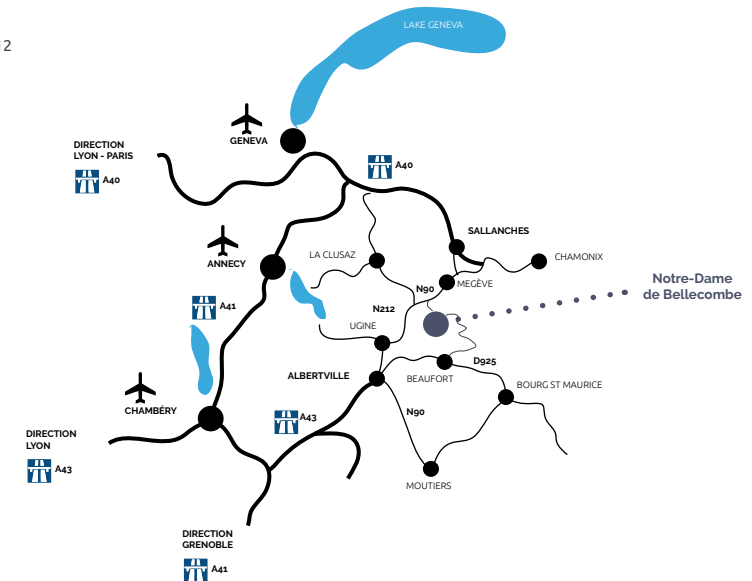 LAKE GENEVA
12
GENEVA
DIRECTION
LYON - PARIS
A40
A40
SALLANCHES
LA CLUSAZ
CHAMONIX
ANNECY
MEGÈVE
N90
Notre-Dame
de Bellecombe
A41
N212
UGINE
D925
ALBERTVILLE
BEAUFORT
BOURG ST MAURICE
CHAMBÉRY
N90
A43
DIRECTION
LYON
A43
MOUTIERS
DIRECTION
GRENOBLE
A41